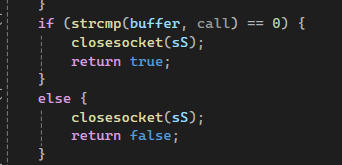 }
if (strcmp(buffer, call) == 0) {
closesocket(sS);
return true;
}
else {
closesocket(sS);
return false;
}